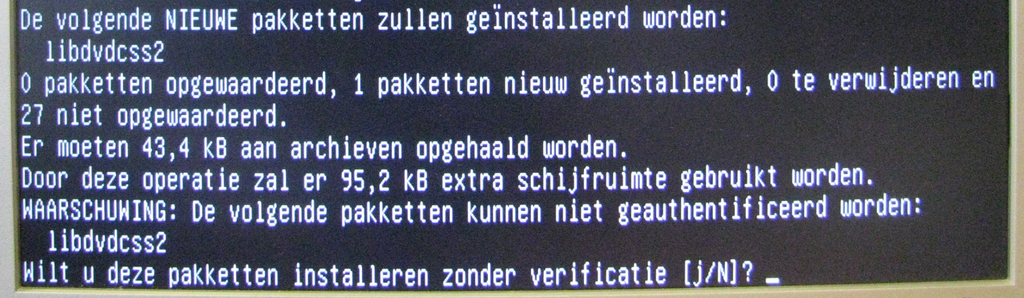 De volgende NIEUWE pakketten zullen geïnstalleerd worden:
libdvdcss2
0 pakketten opgewaardeerd, 1 pakketten nieuw geïnstalleerd, 0 te verwijderen en
27 niet opgewaardeerd.
Er moeten 43,4 kB aan archieven opgehaald worden.
Door deze operatie zal er 95,2 kB extra schijfruimte gebruikt worden.
WAARSCHUWING: De volgende pakketten kunnen niet geauthentificeerd worden:
libdvdcss2
Wilt u deze pakketten installeren zonder verificatie [j/N]? _